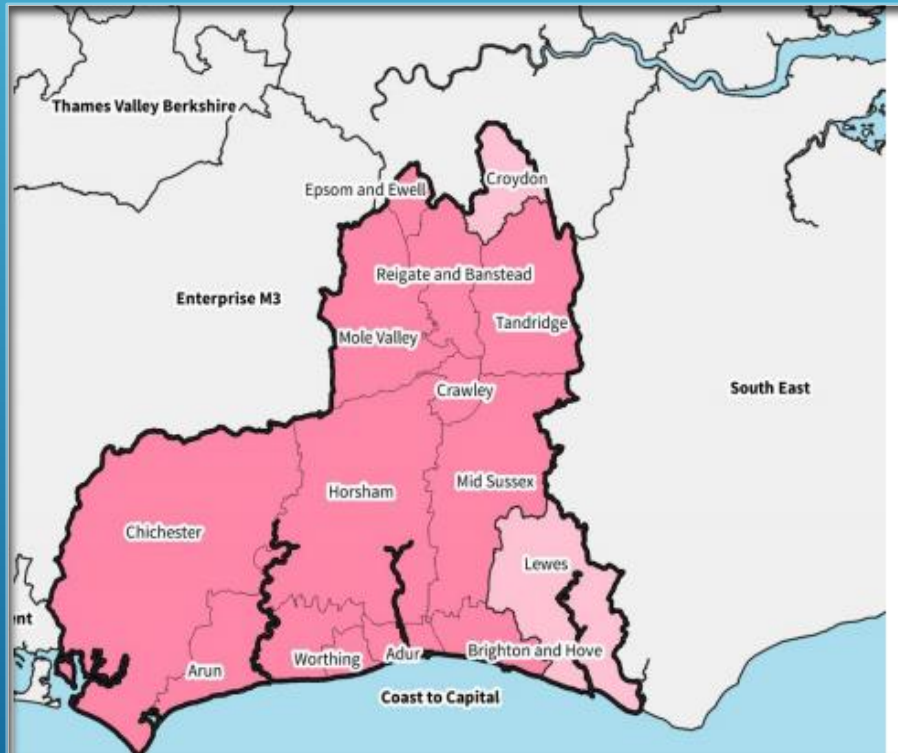 Thames Valley Berkshire
Croydon
Epsom and Ewell
Reigate and Banstead
Enterprise M3
Tandridge
Mole Valley
Crawley
South East
Mid Sussex
Horsham
Chichester
Lewes
ent
Arun
Worthing
Adur
Brighton and Hove
Coast to Capital